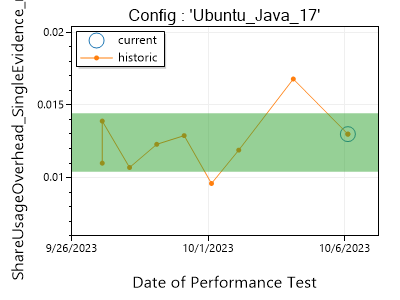 Config : 'Ubuntu_Java_17'
current
historic
0.02
0.015
0.01
ShareUsageOverhead_SingleEvidence_
9/26/2023
10/1/2023
10/6/2023
Date of Performance Test